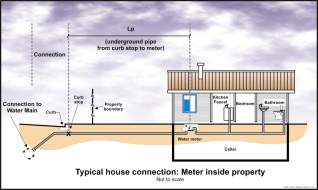 Lp
(underground pipe
from curb stop to meter)
Connection
Connection to
Water Main
Curb
Curb
stop
Property
boundary
Kitchen
Faucet
Bedroom
Bathroom
Water meter
Cellar
Typical house connection: Meter inside property
Not to scale